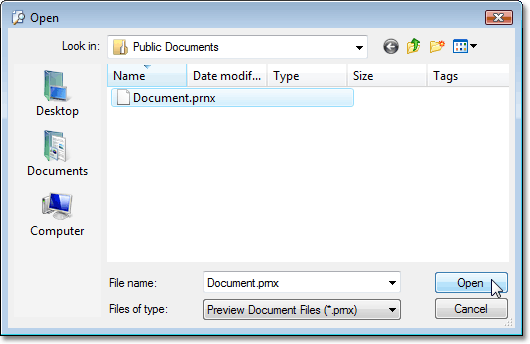 Open
Look in: Public Documents
Name Date modif... Type Size Tags
Document.prnx
Desktop
Documents
Computer
File name: Document.prnx Open
Files of type: Preview Document Files (*.prnx) Cancel